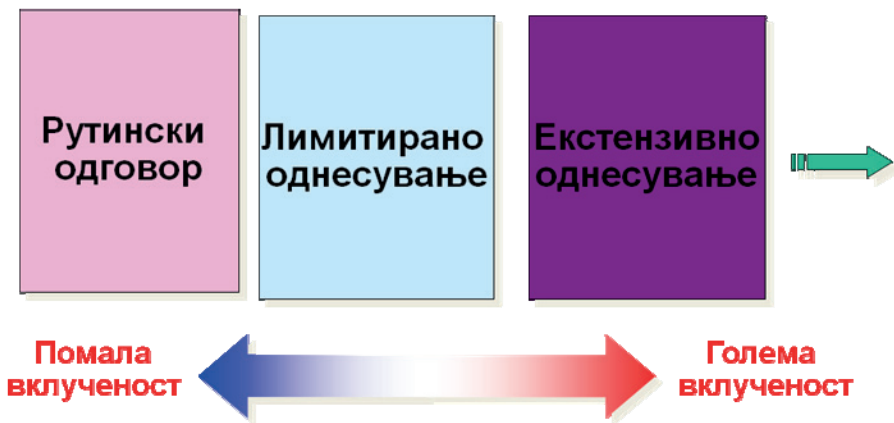 Рутински
одговор
Лимитирано
однесување
Екстензивно
однесување
Помала
вклученост
Голема
вклученост